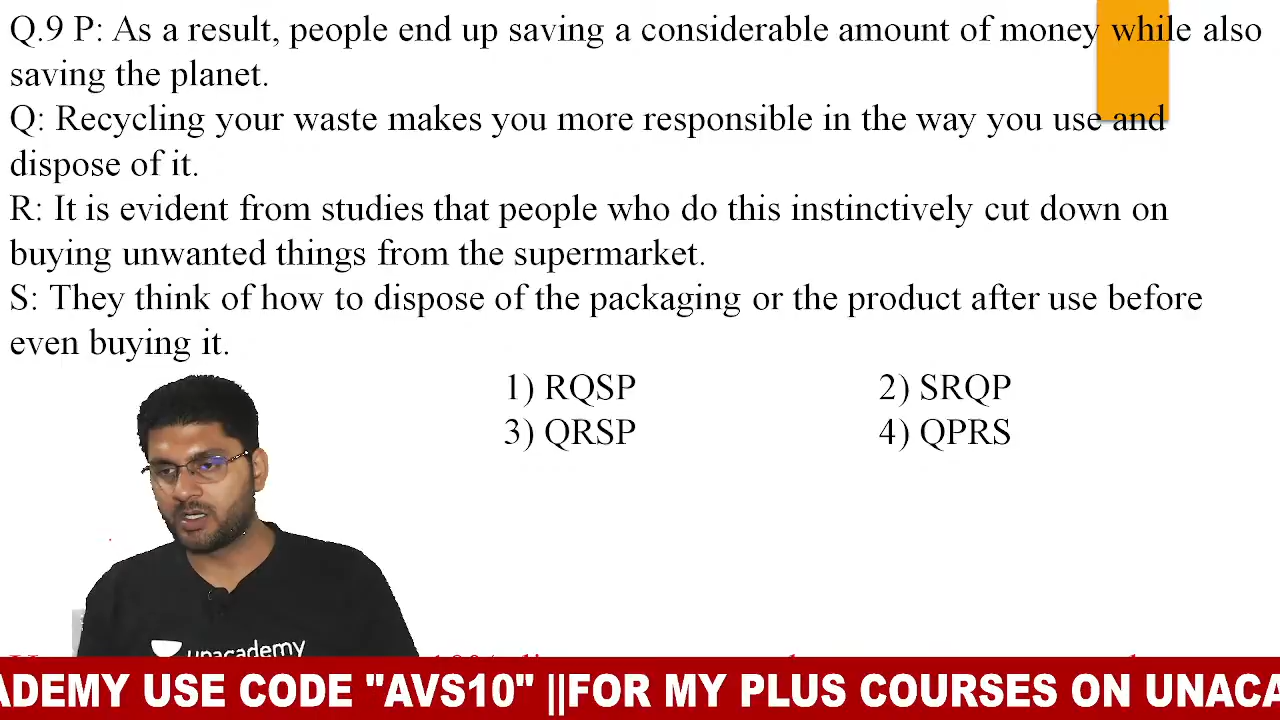 Q.9 P: As a result, people end up saving a considerable amount of money while also
saving the planet.
Q: Recycling your waste makes you more responsible in the way you use and
dispose of it.
R: It is evident from studies that people who do this instinctively cut down on
buying unwanted things from the supermarket.
S: They think of how to dispose of the packaging or the product after use before
even buying it.
1) RQSP 2) SRQP
3) QRSP 4) QPRS
unacademy
ADEMY USE CODE "AVS10" ||FOR MY PLUS COURSES ON UNACA